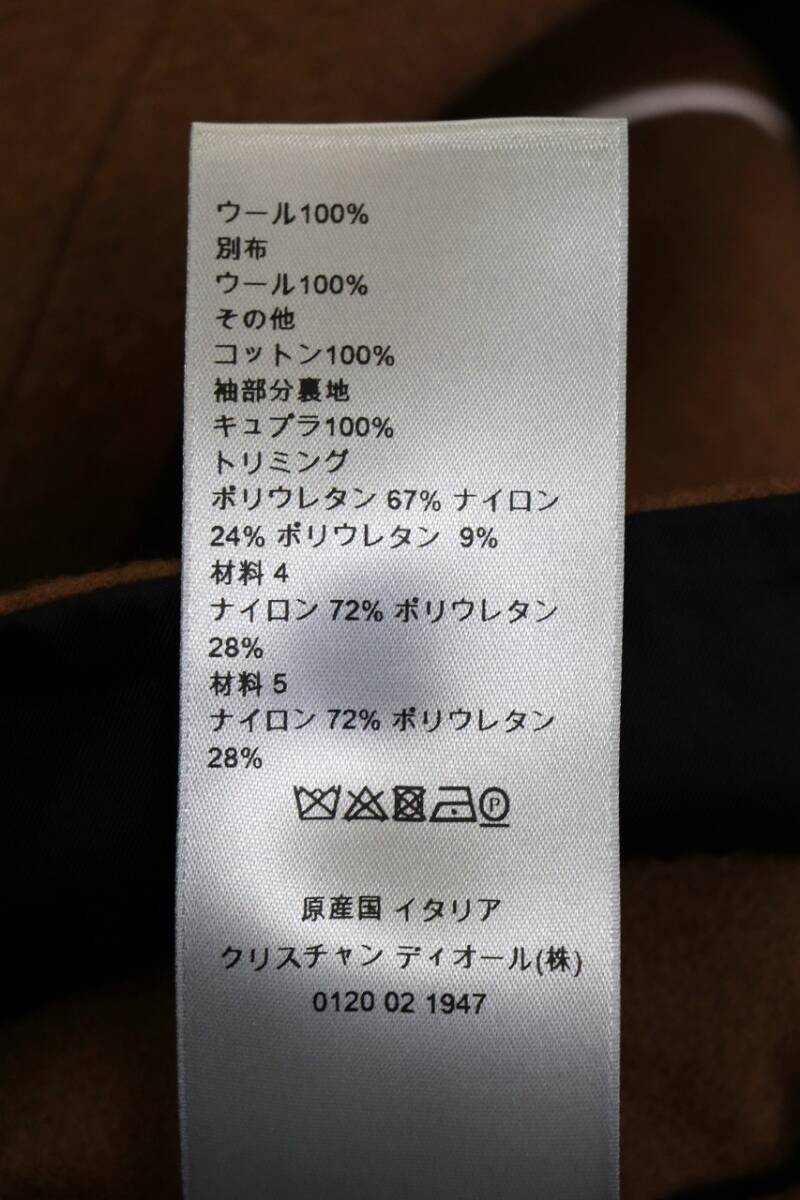 ウール100%
別布
ウール100%
その他
コットン100%
袖部分裏地
キュプラ100%
トリミング
ポリウレタン 67% ナイロン
24% ポリウレタン 9%
材料 4
ナイロン 72% ポリウレタン
28%
材料 5
ナイロン 72% ポリウレタン
28%
P
原産国 イタリア
クリスチャン ディオール(株)
0120 02 1947